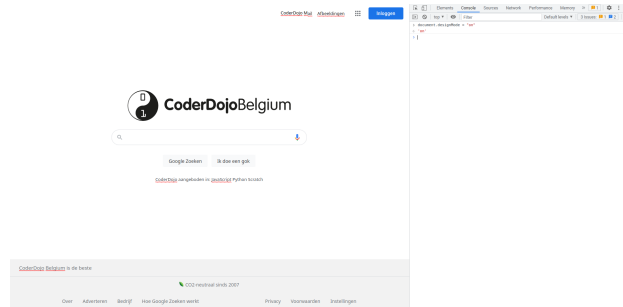 CoderDojo Mail Afbeeldingen
Inloggen
Elements Console Sources Network Performance Memory »
top Filter Default levels
document.designMode = "on"
'on'
CoderDojoBelgium
Google Zoeken Ik doe een gok
CoderDojo aangeboden in: JavaScript Python Scratch
CoderDojo Belgium is de beste
CO2 neutraal sinds 2007
Over Adverteren Bedrijf Hoe Google Zoeken werkt Privacy Voorwaarden Instellingen